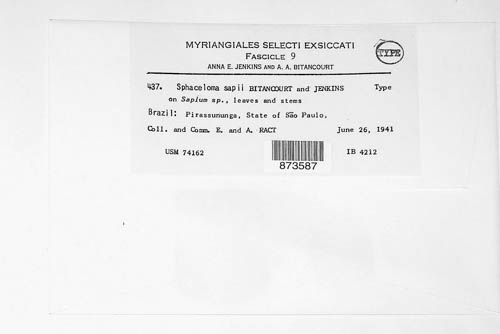 MYRIANGIALES SELECTI EXSICCATI
FASCICLE 9
ANNA E. JENKINS AND A. A. BITANCOURT
TYPE
437. Sphaceloma sapii BITANCOURT and JENKINS Type
on Sapium sp., leaves and stems
Brazil: Pirassununga, State of São Paulo.
Coll. and Comm. E. and A. RACT June 26, 1941
USM 74162 IB 4212
873587